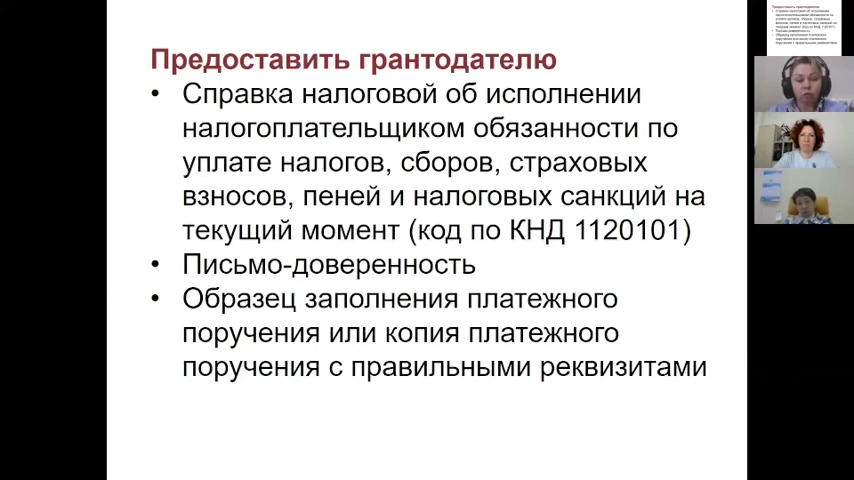 Предоставить грантодателю
• Справка налоговой об исполнении
налогоплательщиком обязанности по
уплате налогов, сборов, страховых
взносов, пеней и налоговых санкций на
текущий момент (код по КНД 1120101)
• Письмо-доверенность
• Образец заполнения платежного
поручения или копия платежного
поручения с правильными реквизитами